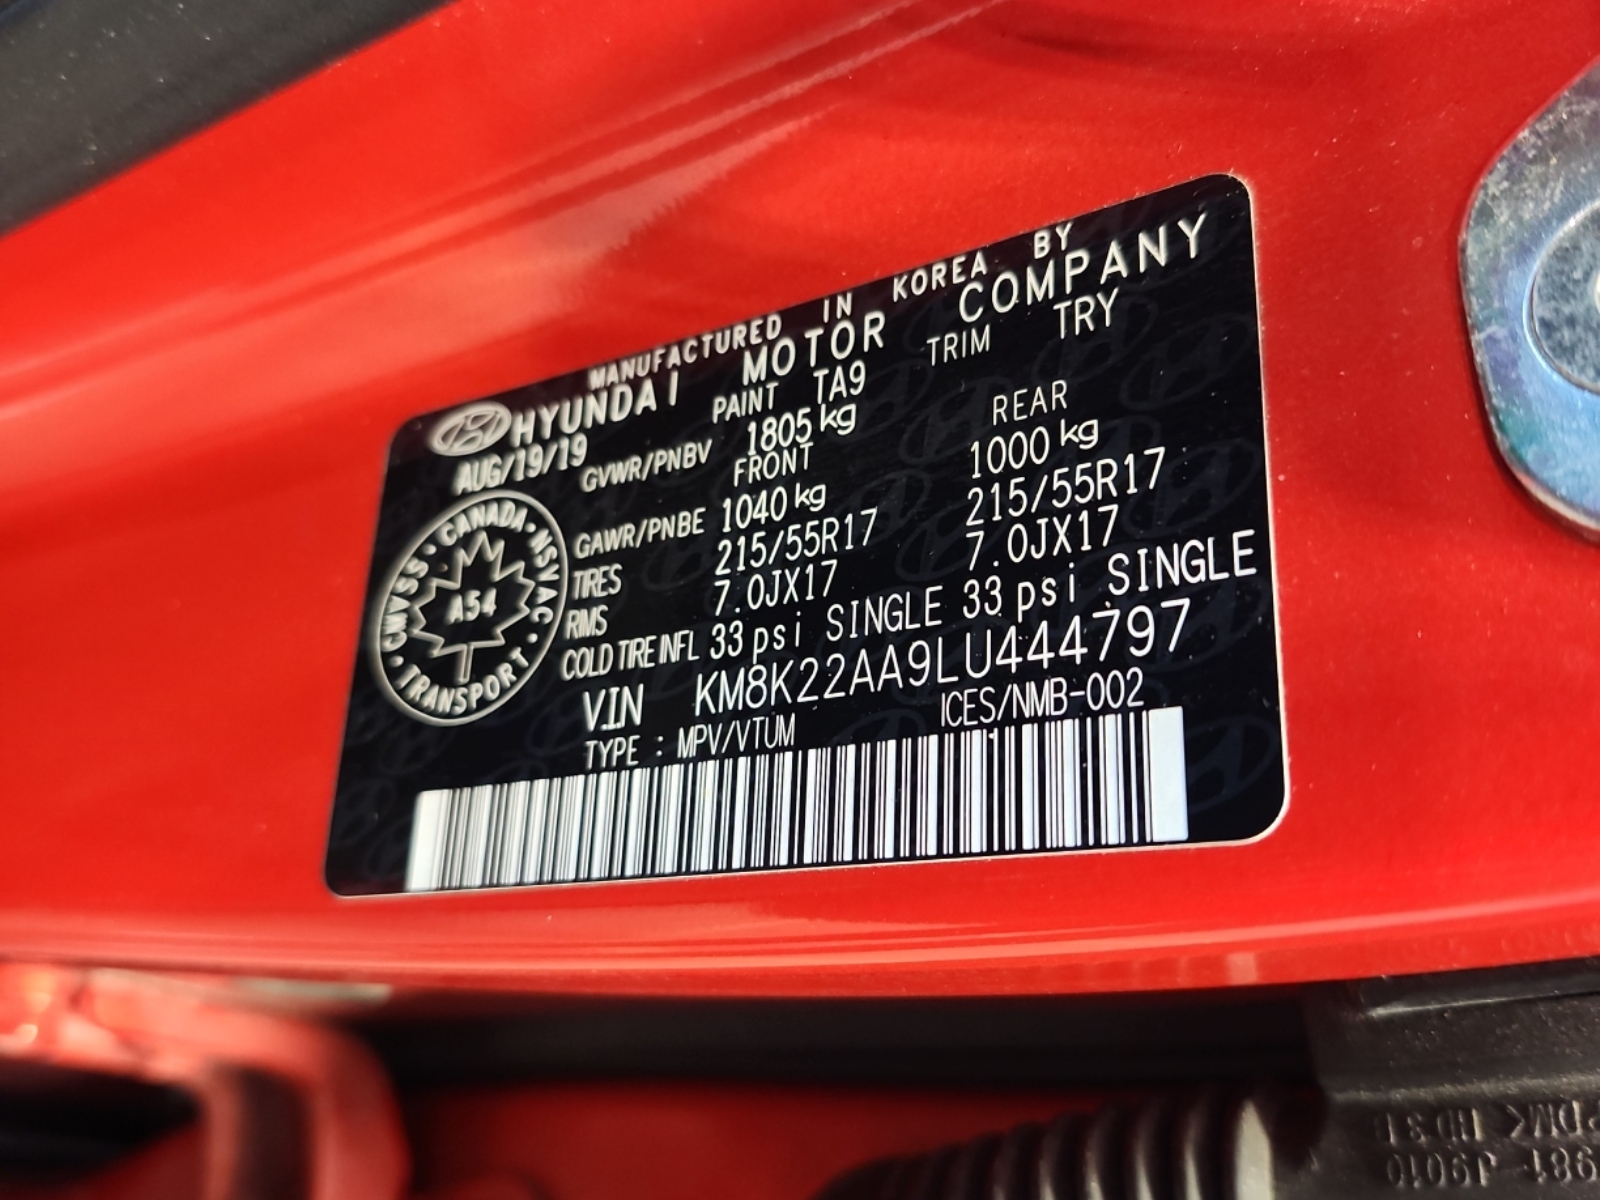 MANUFACTURED IN KOREA BY
HYUNDAI MOTOR COMPANY
AUG/19/19 PAINT TA9 TRIM TRY
GVWR/PNBV 1805 kg
FRONT REAR
GAWR/PNBE 1040 kg 1000 kg
TIRES 215/55R17 215/55R17
RIMS 7.0JX17 7.0JX17
COLD TIRE INFL 33 psi SINGLE 33 psi SINGLE
V.I.N KM8K22AA9LU444797
TYPE : MPV/VTUM ICES/NMB-002
1
CMVSS · CANADA · NSVAC · TRANSPORT ·
A54